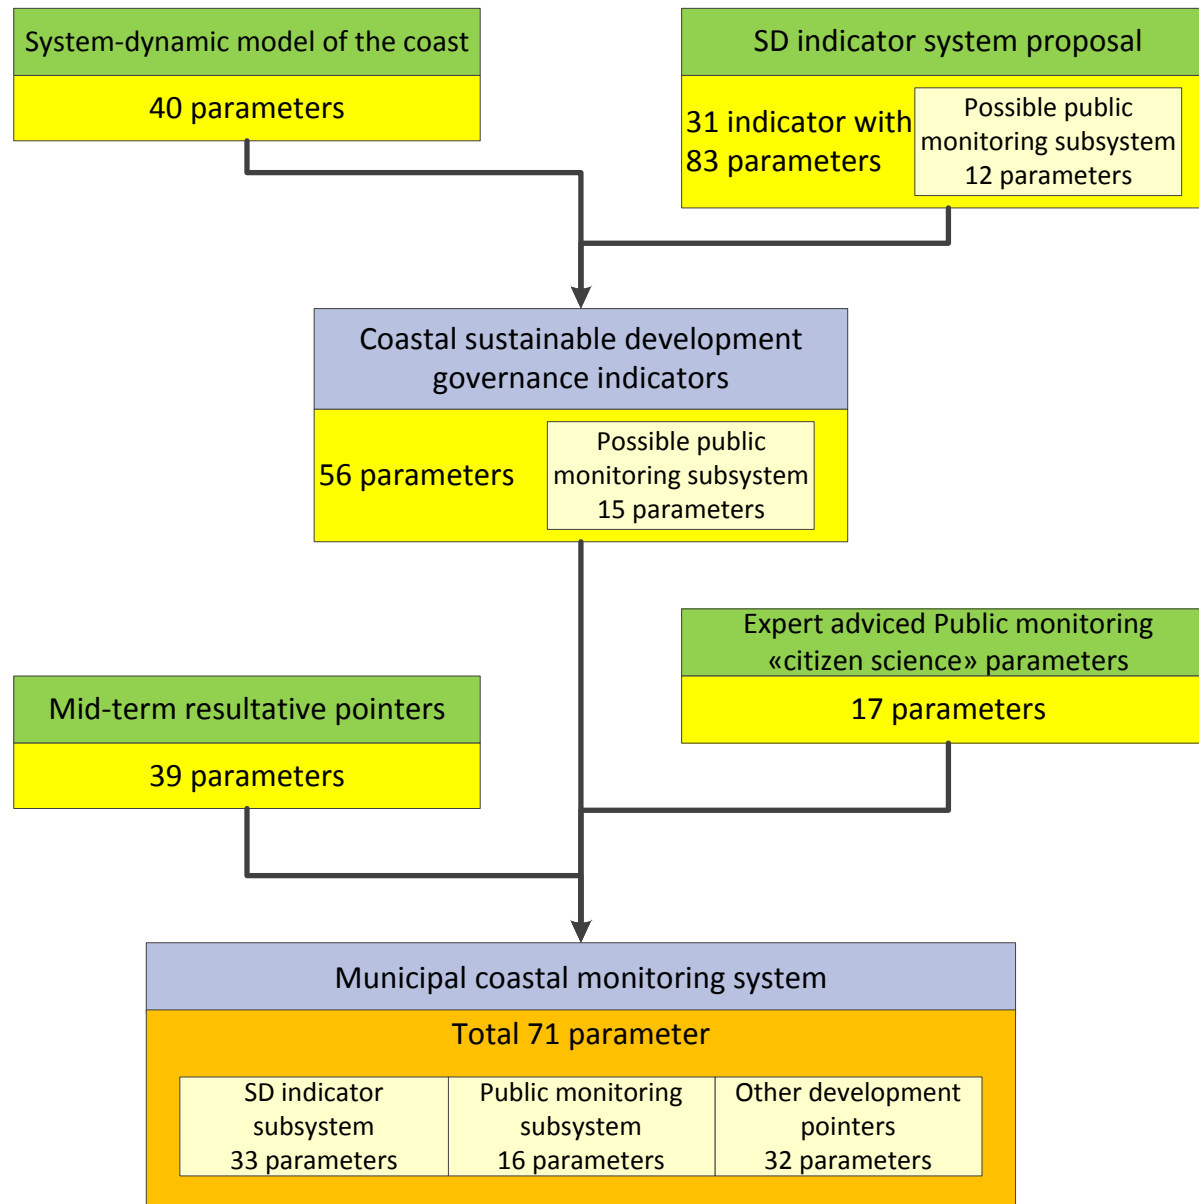 System-dynamic model of the coast
40 parameters
SD indicator system proposal
31 indicator with
83 parameters
Possible public
monitoring subsystem
12 parameters
Coastal sustainable development
governance indicators
56 parameters
Possible public
monitoring subsystem
15 parameters
Expert adviced Public monitoring
«citizen science» parameters
17 parameters
Mid-term resultative pointers
39 parameters
Municipal coastal monitoring system
Total 71 parameter
SD indicator
subsystem
33 parameters
Public monitoring
subsystem
16 parameters
Other development
pointers
32 parameters